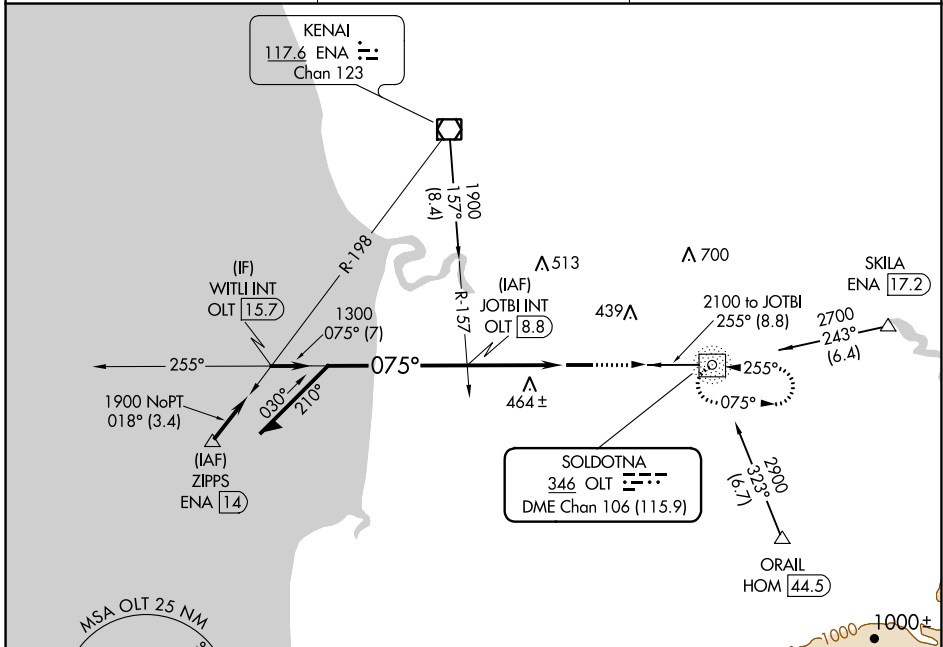 KENAI
117.6 ENA
Chan 123
1900
157°
(8.4)
R-198
R-157
513
700
SKILA
ENA 17.2
(IF)
WITLI INT
OLT 15.7
(IAF)
JOTBI INT
OLT 8.8
439
2100 to JOTBI
255° (8.8)
2700
243°
(6.4)
1300
075° (7)
255°
075°
255°
030°
210°
464 ±
075°
1900 NoPT
018° (3.4)
(IAF)
ZIPPS
ENA 14
SOLDOTNA
346 OLT
DME Chan 106 (115.9)
2900
323°
(6.7)
ORAIL
HOM 44.5
MSA OLT 25 NM
1000
1000±